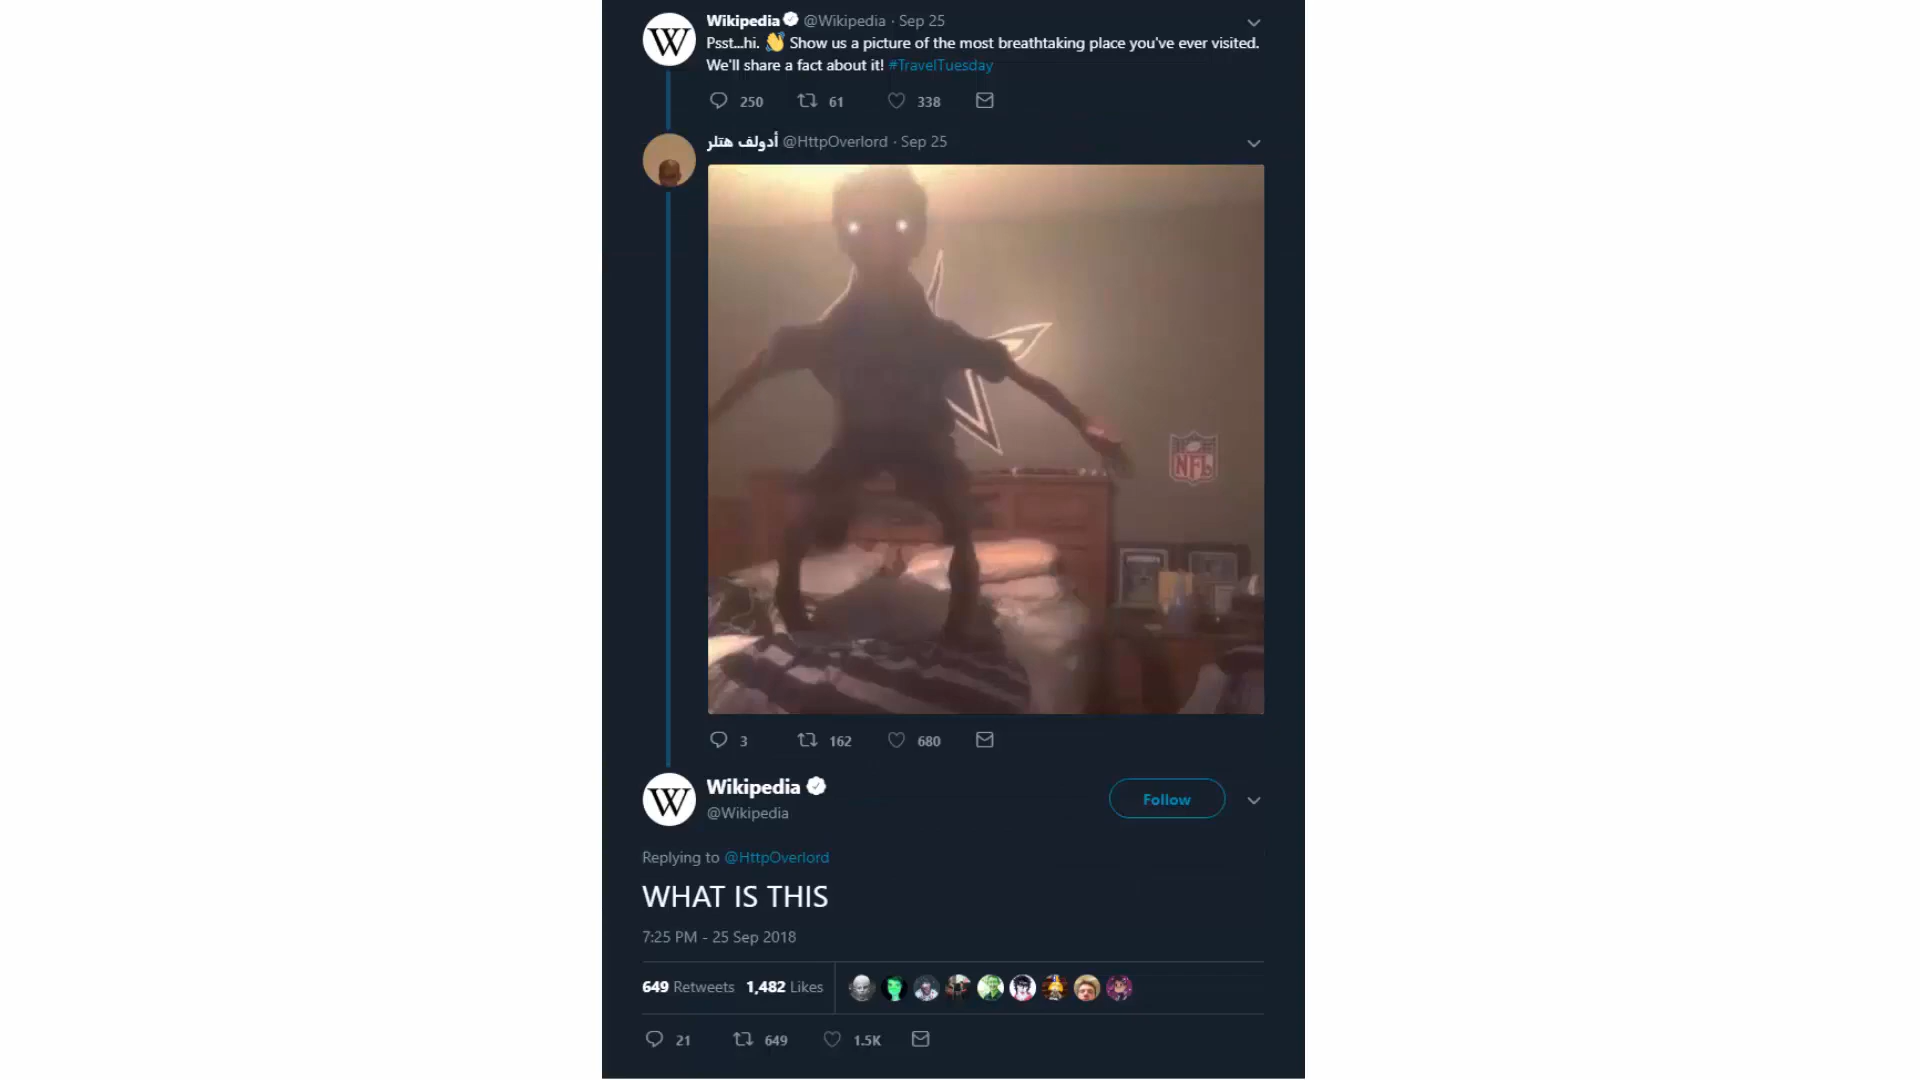 Wikipedia @Wikipedia · Sep 25
Psst...hi. 👋 Show us a picture of the most breathtaking place you've ever visited.
We'll share a fact about it! #TravelTuesday
250 61 338
أدولف هتلر @HttpOverlord · Sep 25
NFL
3 162 680
Wikipedia
@Wikipedia
Follow
Replying to @HttpOverlord
WHAT IS THIS
7:25 PM - 25 Sep 2018
649 Retweets 1,482 Likes
21 649 1.5K